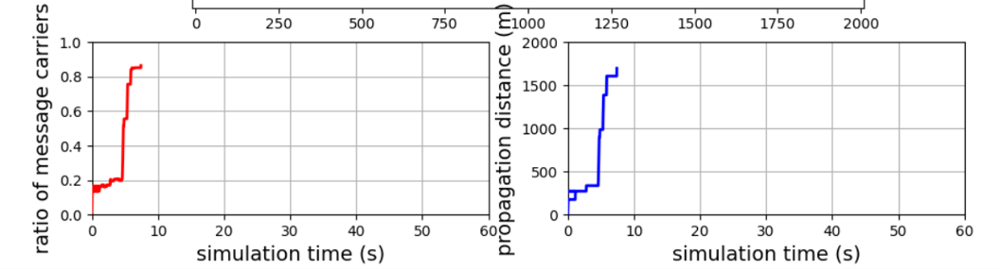 0 250 500 750 1000 1250 1500 1750 2000
ratio of message carriers
1.0
0.8
0.6
0.4
0.2
0.0
0 10 20 30 40 50 60
simulation time (s)
propagation distance (m)
2000
1500
1000
500
0
0 10 20 30 40 50 60
simulation time (s)